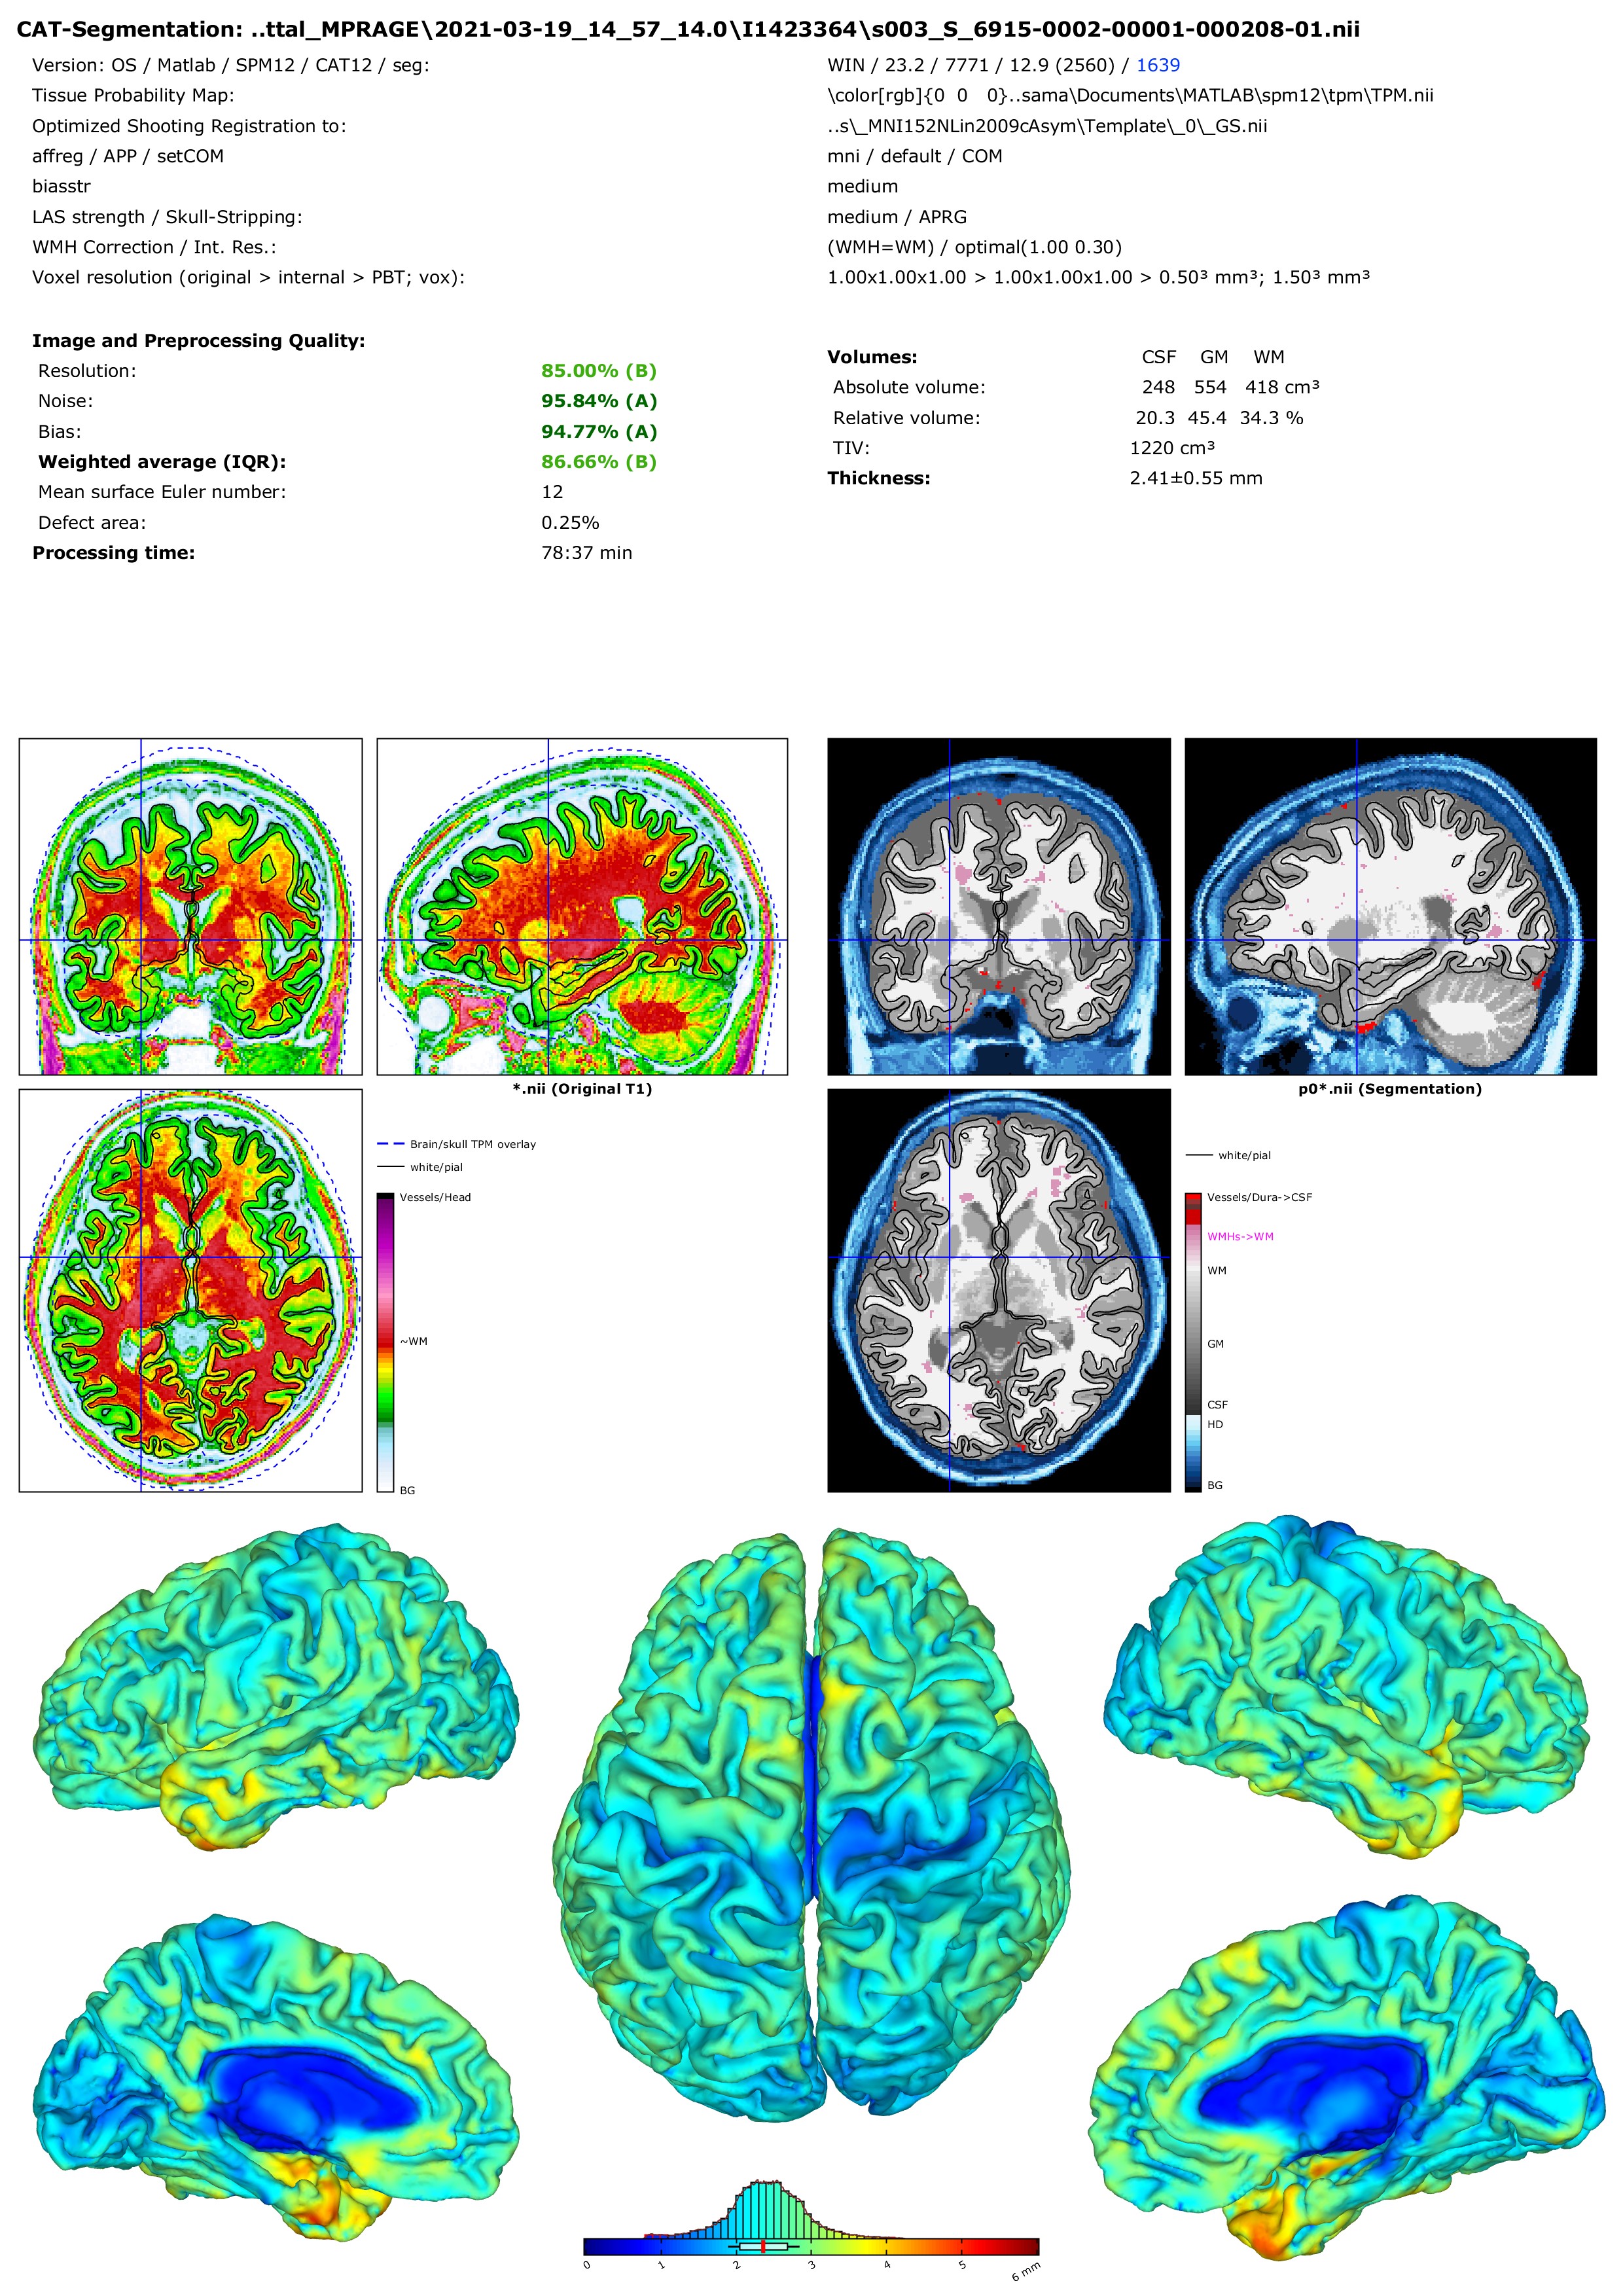 CAT-Segmentation: ..ttal_MPRAGE\2021-03-19_14_57_14.0\I1423364\s003_S_6915-0002-00001-000208-01.nii
Version: OS / Matlab / SPM12 / CAT12 / seg: WIN / 23.2 / 7771 / 12.9 (2560) / 1639
Tissue Probability Map: \color[rgb]{0 0 0}..sama\Documents\MATLAB\spm12\tpm\TPM.nii
Optimized Shooting Registration to: ..s\_MNI152NLin2009cAsym\Template\_0\_GS.nii
affreg / APP / setCOM mni / default / COM
biasstr medium
LAS strength / Skull-Stripping: medium / APRG
WMH Correction / Int. Res.: (WMH=WM) / optimal(1.00 0.30)
Voxel resolution (original > internal > PBT; vox): 1.00x1.00x1.00 > 1.00x1.00x1.00 > 0.50³ mm³; 1.50³ mm³
Image and Preprocessing Quality:
Resolution: 85.00% (B)
Noise: 95.84% (A)
Bias: 94.77% (A)
Weighted average (IQR): 86.66% (B)
Mean surface Euler number: 12
Defect area: 0.25%
Processing time: 78:37 min
Volumes: CSF GM WM
Absolute volume: 248 554 418 cm³
Relative volume: 20.3 45.4 34.3 %
TIV: 1220 cm³
Thickness: 2.41±0.55 mm
*.nii (Original T1)
Brain/skull TPM overlay
white/pial
Vessels/Head
~WM
BG
p0*.nii (Segmentation)
white/pial
Vessels/Dura->CSF
WMHs->WM
WM
GM
CSF
HD
BG
0 1 2 3 4 5 6 mm